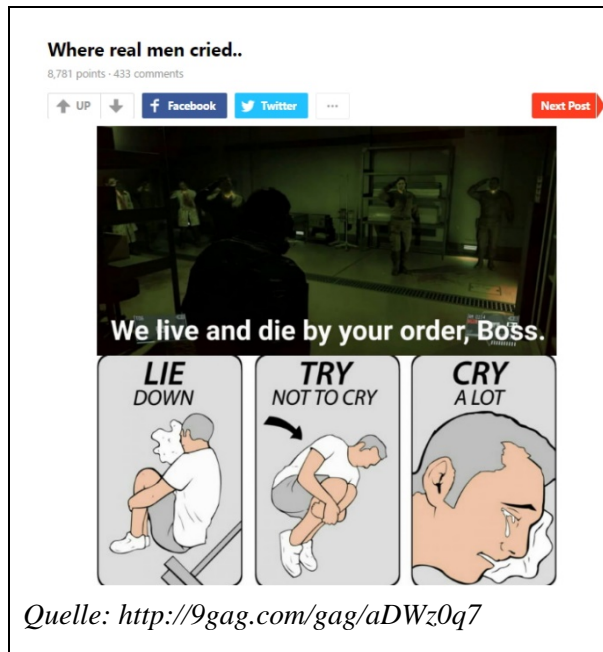 Where real men cried..
8,781 points · 433 comments
UP Facebook Twitter ... Next Post
We live and die by your order, Boss.
LIE
DOWN
TRY
NOT TO CRY
CRY
A LOT
Quelle: http://9gag.com/gag/aDWz0q7